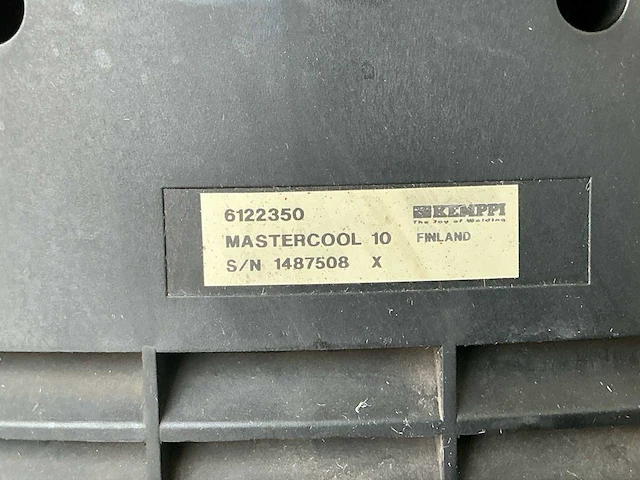 6122350
KEMPPI
The Joy of Welding
MASTERCOOL 10
FINLAND
S/N 1487508 X